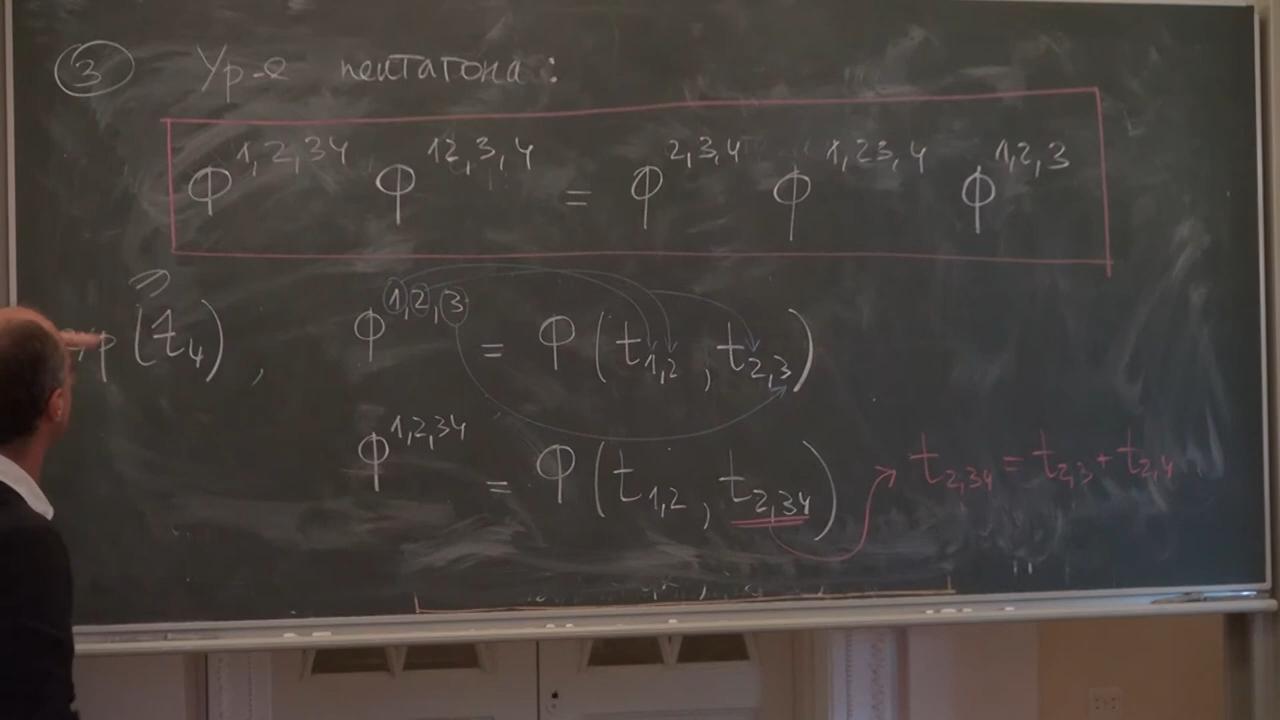 ③ Ур-е пентагона:
Φ^{1,2,34} Φ^{12,3,4} = Φ^{2,3,4} Φ^{1,23,4} Φ^{1,2,3}
(t_4), Φ^{1,2,3} = Φ(t_{1,2}, t_{2,3})
Φ^{1,2,34} = Φ(t_{1,2}, t_{2,34}) t_{2,34} = t_{2,3} + t_{2,4}